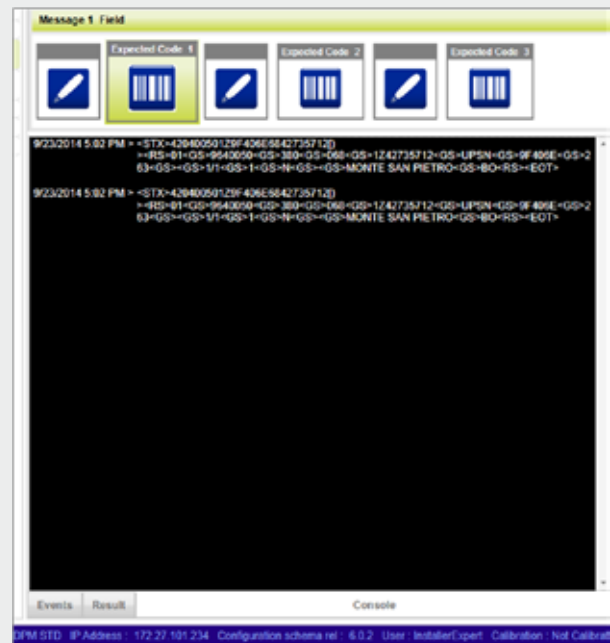 Message 1 Field
Expected Code 1
Expected Code 2
Expected Code 3
9/23/2014 5:02 PM > <STX>420400501Z9F406E6842735712[)
><RS>01<GS>9640050<GS>380<GS>068<GS>1Z42735712<GS>UPSN<GS>9F406E<GS>2
63<GS><GS>1/1<GS>1<GS>N<GS><GS>MONTE SAN PIETRO<GS>BO<RS><EOT>
9/23/2014 5:02 PM > <STX>420400501Z9F406E6842735712[)
><RS>01<GS>9640050<GS>380<GS>068<GS>1Z42735712<GS>UPSN<GS>9F406E<GS>2
63<GS><GS>1/1<GS>1<GS>N<GS><GS>MONTE SAN PIETRO<GS>BO<RS><EOT>
Events Result Console
DPM STD IP Address : 172.27.101.234 Configuration schema rel : 6.0.2 User : InstallerExpert Calibration : Not Calibra